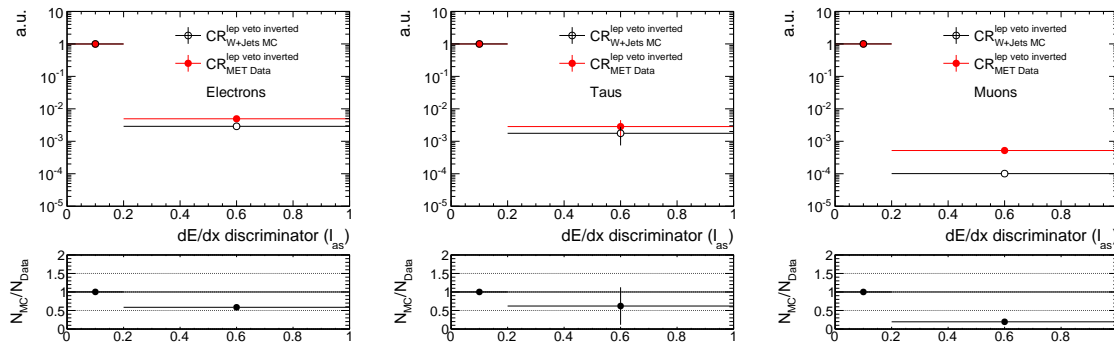 a.u.
1
10^-1
10^-2
10^-3
10^-4
10^-5
CR^lep veto inverted_W+Jets MC
CR^lep veto inverted_MET Data
Electrons
0 0.2 0.4 0.6 0.8 1
dE/dx discriminator (I_as)
N_MC/N_Data
2
1.5
1
0.5
0
0 0.2 0.4 0.6 0.8 1
a.u.
1
10^-1
10^-2
10^-3
10^-4
10^-5
CR^lep veto inverted_W+Jets MC
CR^lep veto inverted_MET Data
Taus
0 0.2 0.4 0.6 0.8 1
dE/dx discriminator (I_as)
N_MC/N_Data
2
1.5
1
0.5
0
0 0.2 0.4 0.6 0.8 1
a.u.
1
10^-1
10^-2
10^-3
10^-4
10^-5
CR^lep veto inverted_W+Jets MC
CR^lep veto inverted_MET Data
Muons
0 0.2 0.4 0.6 0.8 1
dE/dx discriminator (I_as)
N_MC/N_Data
2
1.5
1
0.5
0
0 0.2 0.4 0.6 0.8